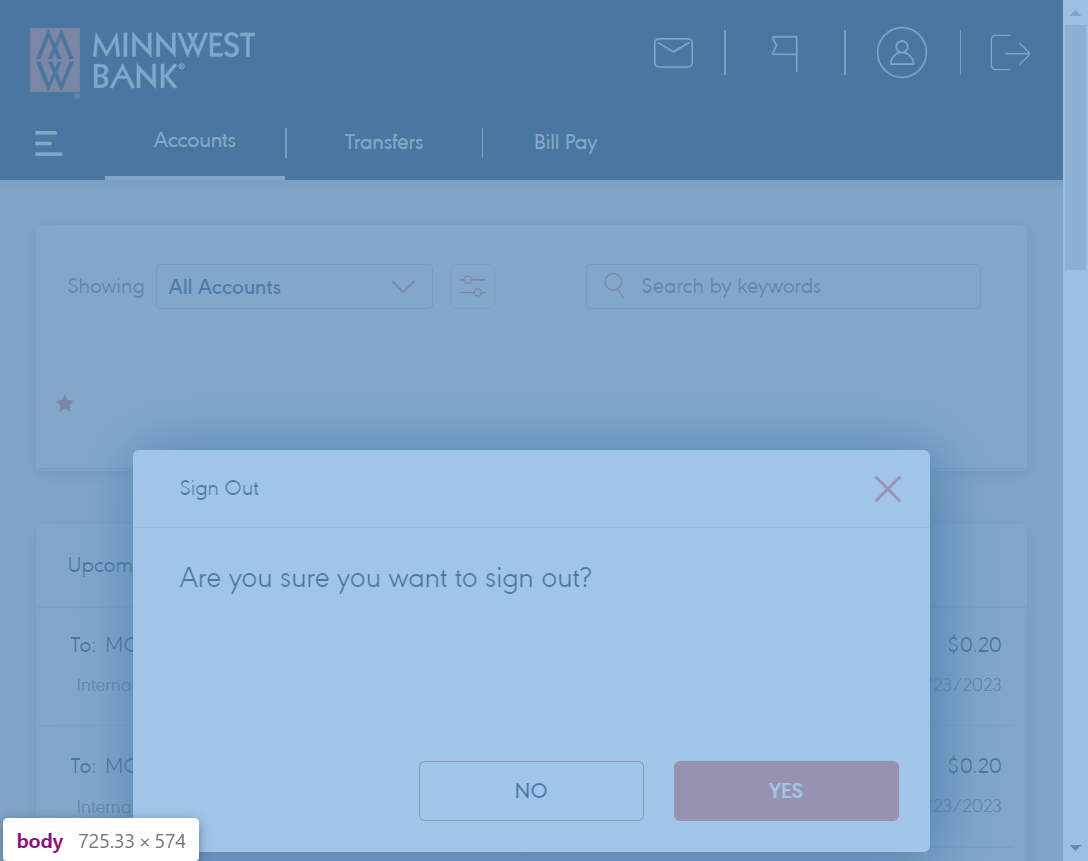 MINNWEST
BANK®
Accounts
Transfers
Bill Pay
Showing
All Accounts
Search by keywords
Sign Out
Upcom
Are you sure you want to sign out?
To: MC
$0.20
Interna
/23/2023
To: MC
$0.20
Interna
/23/2023
NO
YES
body 725.33 × 574